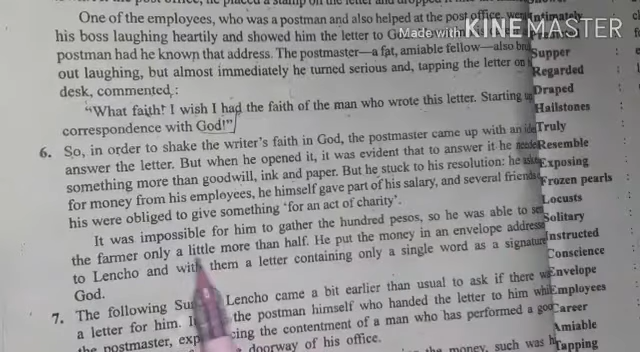 the post office, he placed a stamp on the letter and dropped it
One of the employees, who was a postman and also helped at the post office, went Intimately
his boss laughing heartily and showed him the letter to
postman had he known that address. The postmaster—a fat, amiable fellow—also Supper
out laughing, but almost immediately he turned serious and, tapping the letter on Regarded
desk, commented : Draped
"What faith! I wish I had the faith of the man who wrote this letter. Starting up Hailstones
correspondence with God!"
6. So, in order to shake the writer's faith in God, the postmaster came up with an Truly
answer the letter. But when he opened it, it was evident that to answer it he Resemble
something more than goodwill, ink and paper. But he stuck to his resolution: he Exposing
for money from his employees, he himself gave part of his salary, and several friends Frozen pearls
his were obliged to give something 'for an act of charity'. Locusts
It was impossible for him to gather the hundred pesos, so he was able to Solitary
the farmer only a little more than half. He put the money in an envelope Instructed
to Lencho and with them a letter containing only a single word as a signature
God. Conscience
7. The following Lencho came a bit earlier than usual to ask if there Envelope
a letter for him. the postman himself who handed the letter to him Employees
the postmaster, the contentment of a man who has performed a Career
doorway of his office. Amiable
the money, such was Tapping
Made with KINEMASTER